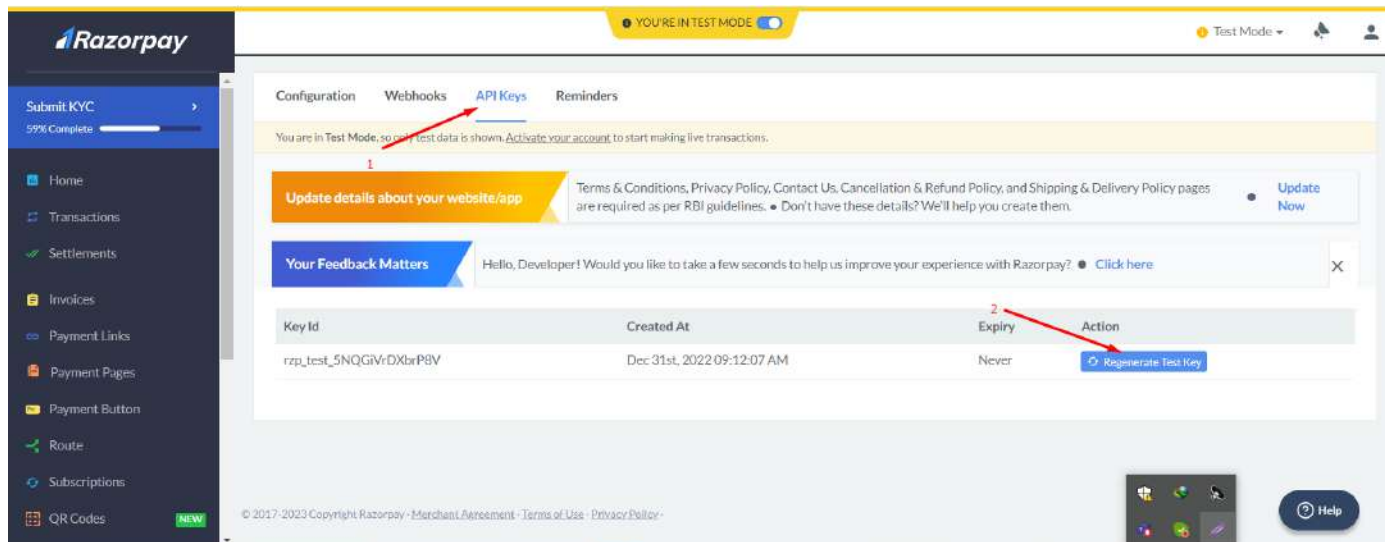 YOU'RE IN TEST MODE
Razorpay
Test Mode
Submit KYC
59% Complete
Home
Transactions
Settlements
Invoices
Payment Links
Payment Pages
Payment Button
Route
Subscriptions
QR Codes NEW
Configuration Webhooks API Keys Reminders
You are in Test Mode, so only test data is shown. Activate your account to start making live transactions.
1
Update details about your website/app
Terms & Conditions, Privacy Policy, Contact Us, Cancellation & Refund Policy, and Shipping & Delivery Policy pages
are required as per RBI guidelines. • Don't have these details? We'll help you create them.
Update
Now
Your Feedback Matters
Hello, Developer! Would you like to take a few seconds to help us improve your experience with Razorpay? • Click here
2
Key Id Created At Expiry Action
rzp_test_5NQGiVrDXbrP8V Dec 31st, 2022 09:12:07 AM Never Regenerate Test Key
© 2017-2023 Copyright Razorpay · Merchant Agreement · Terms of Use · Privacy Policy ·
Help